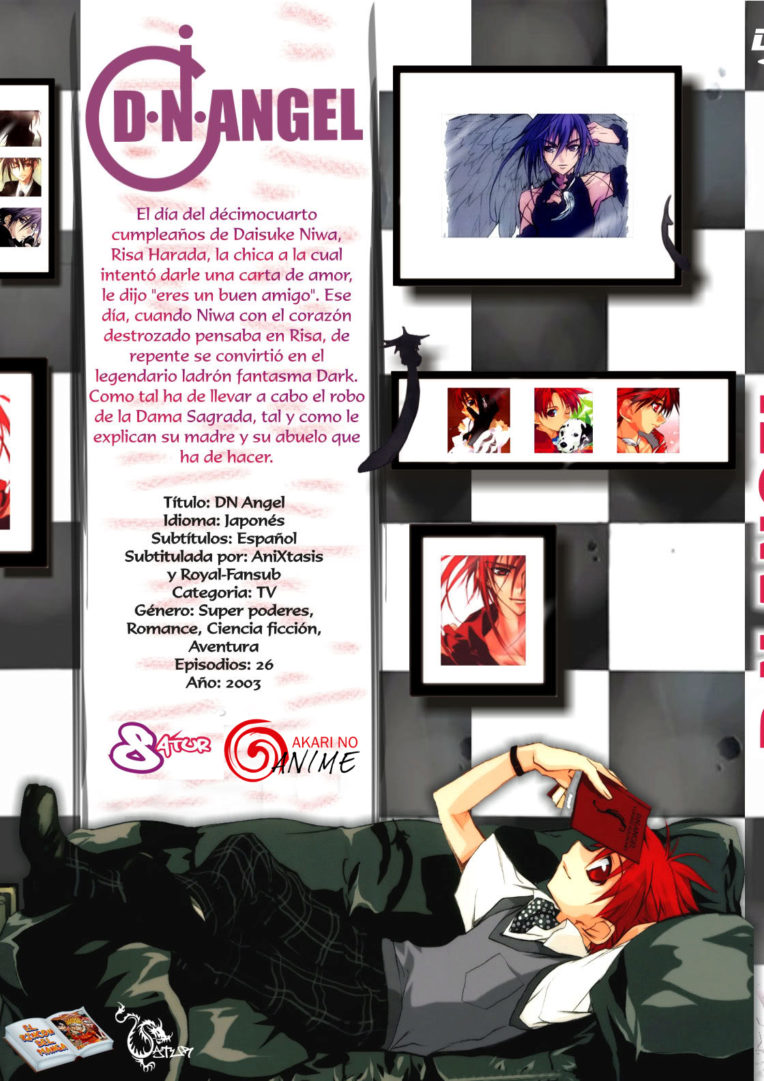 D·N·ANGEL
El día del décimocuarto
cumpleaños de Daisuke Niwa,
Risa Harada, la chica a la cual
intentó darle una carta de amor,
le dijo "eres un buen amigo". Ese
día, cuando Niwa con el corazón
destrozado pensaba en Risa, de
repente se convirtió en el
legendario ladrón fantasma Dark.
Como tal ha de llevar a cabo el robo
de la Dama Sagrada, tal y como le
explican su madre y su abuelo que
ha de hacer.
Título: DN Angel
Idioma: Japonés
Subtítulos: Español
Subtitulada por: AniXtasis
y Royal-Fansub
Categoria: TV
Género: Super poderes,
Romance, Ciencia ficción,
Aventura
Episodios: 26
Año: 2003
8ATUR
AKARI NO
ANIME
EL
RINCON
DEL
MANGA